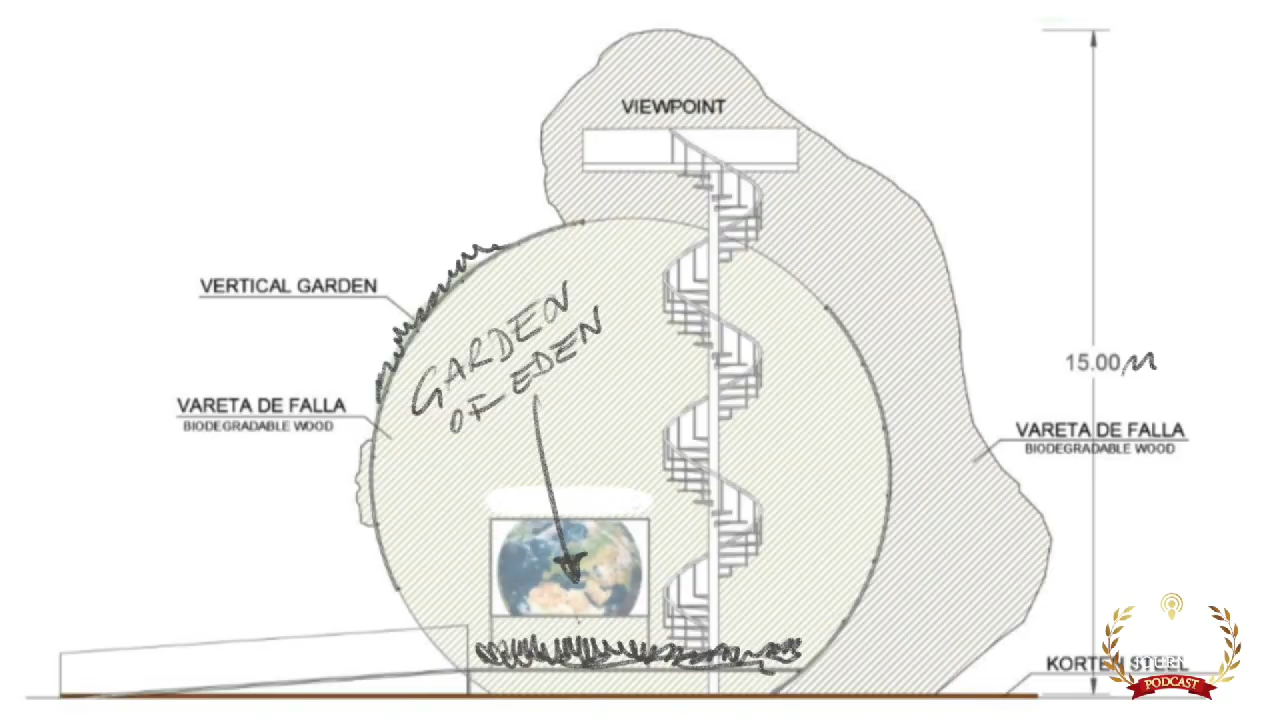 VIEWPOINT
VERTICAL GARDEN
GARDEN
OF EDEN
15.00 M
VARETA DE FALLA
BIODEGRADABLE WOOD
VARETA DE FALLA
BIODEGRADABLE WOOD
KORTEN STEEL
PODCAST